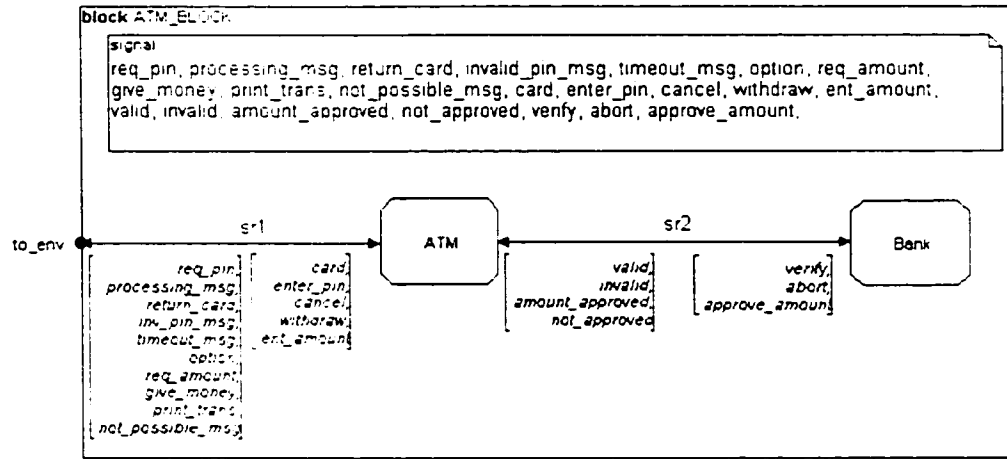 block ATM_BLOCK
signal
req_pin, processing_msg, return_card, invalid_pin_msg, timeout_msg, option, req_amount,
give_money, print_trans, not_possible_msg, card, enter_pin, cancel, withdraw, ent_amount,
valid, invalid, amount_approved, not_approved, verify, abort, approve_amount,
to_env
sr1
ATM
sr2
Bank
req_pin,
processing_msg,
return_card,
inv_pin_msg,
timeout_msg,
option,
req_amount,
give_money,
print_trans,
not_possible_msg
card,
enter_pin,
cancel,
withdraw,
ent_amount
valid,
invalid,
amount_approved,
not_approved
verify,
abort,
approve_amount